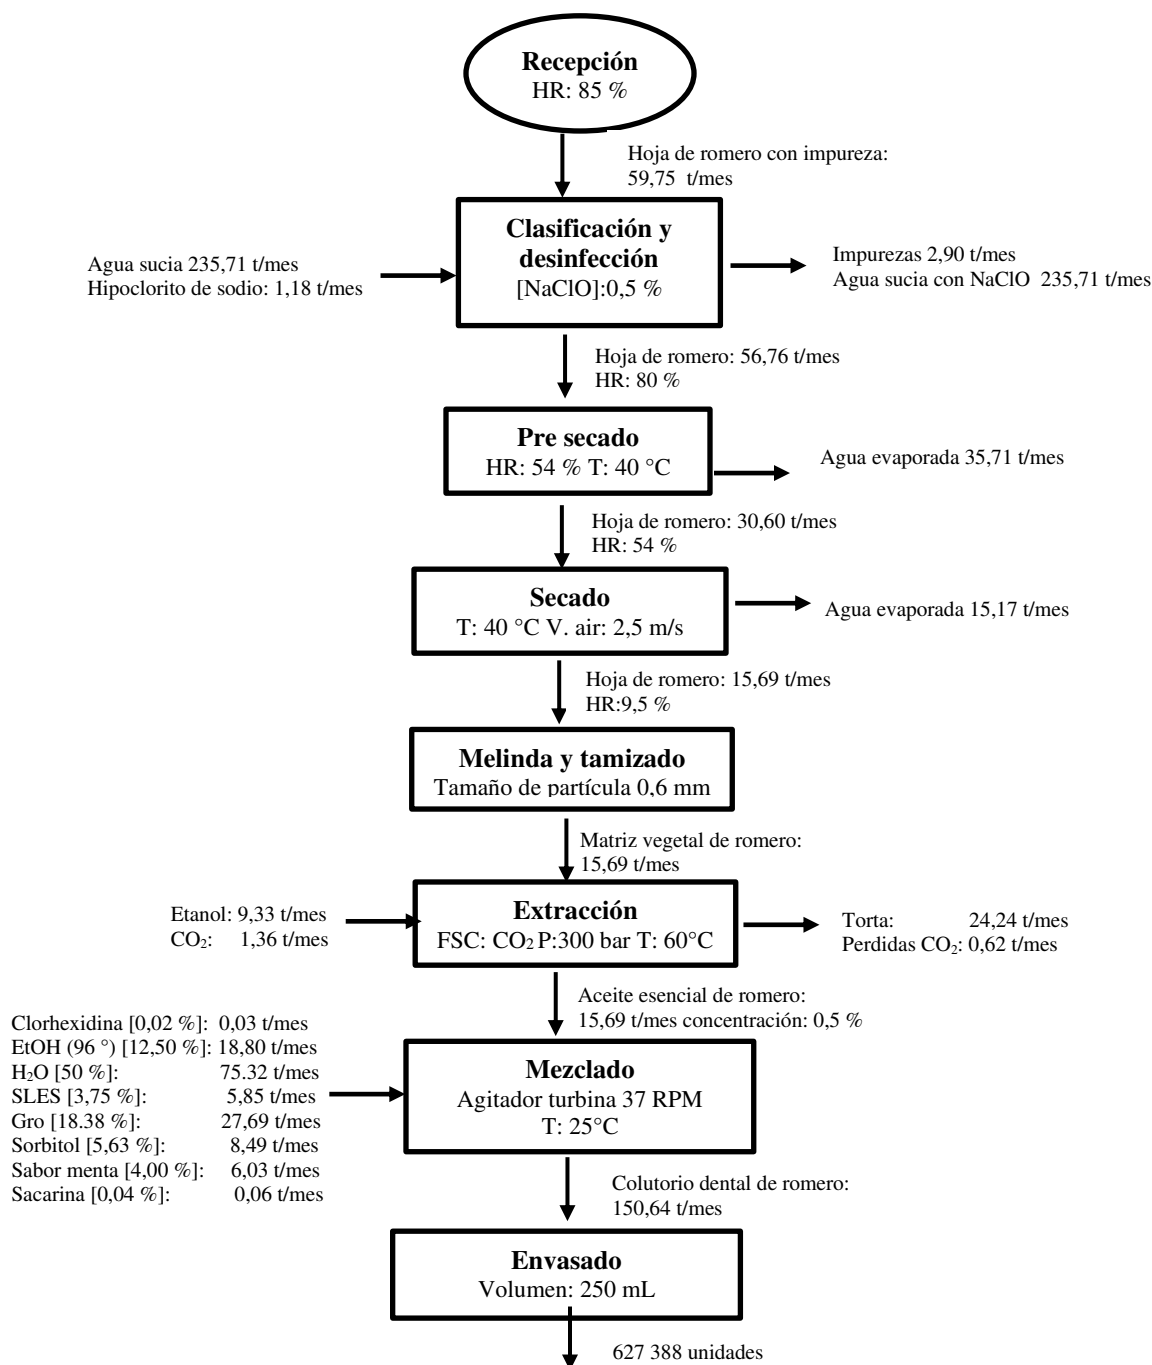 Recepción
HR: 85 %
Hoja de romero con impureza:
59,75 t/mes
Clasificación y
desinfección
[NaClO]:0,5 %
Agua sucia 235,71 t/mes
Hipoclorito de sodio: 1,18 t/mes
Impurezas 2,90 t/mes
Agua sucia con NaClO 235,71 t/mes
Hoja de romero: 56,76 t/mes
HR: 80 %
Pre secado
HR: 54 % T: 40 °C
Agua evaporada 35,71 t/mes
Hoja de romero: 30,60 t/mes
HR: 54 %
Secado
T: 40 °C V. air: 2,5 m/s
Agua evaporada 15,17 t/mes
Hoja de romero: 15,69 t/mes
HR:9,5 %
Melinda y tamizado
Tamaño de partícula 0,6 mm
Matriz vegetal de romero:
15,69 t/mes
Etanol: 9,33 t/mes
CO₂: 1,36 t/mes
Extracción
FSC: CO₂ P:300 bar T: 60°C
Torta: 24,24 t/mes
Perdidas CO₂: 0,62 t/mes
Aceite esencial de romero:
15,69 t/mes concentración: 0,5 %
Clorhexidina [0,02 %]: 0,03 t/mes
EtOH (96 °) [12,50 %]: 18,80 t/mes
H₂O [50 %]: 75.32 t/mes
SLES [3,75 %]: 5,85 t/mes
Gro [18.38 %]: 27,69 t/mes
Sorbitol [5,63 %]: 8,49 t/mes
Sabor menta [4,00 %]: 6,03 t/mes
Sacarina [0,04 %]: 0,06 t/mes
Mezclado
Agitador turbina 37 RPM
T: 25°C
Colutorio dental de romero:
150,64 t/mes
Envasado
Volumen: 250 mL
627 388 unidades